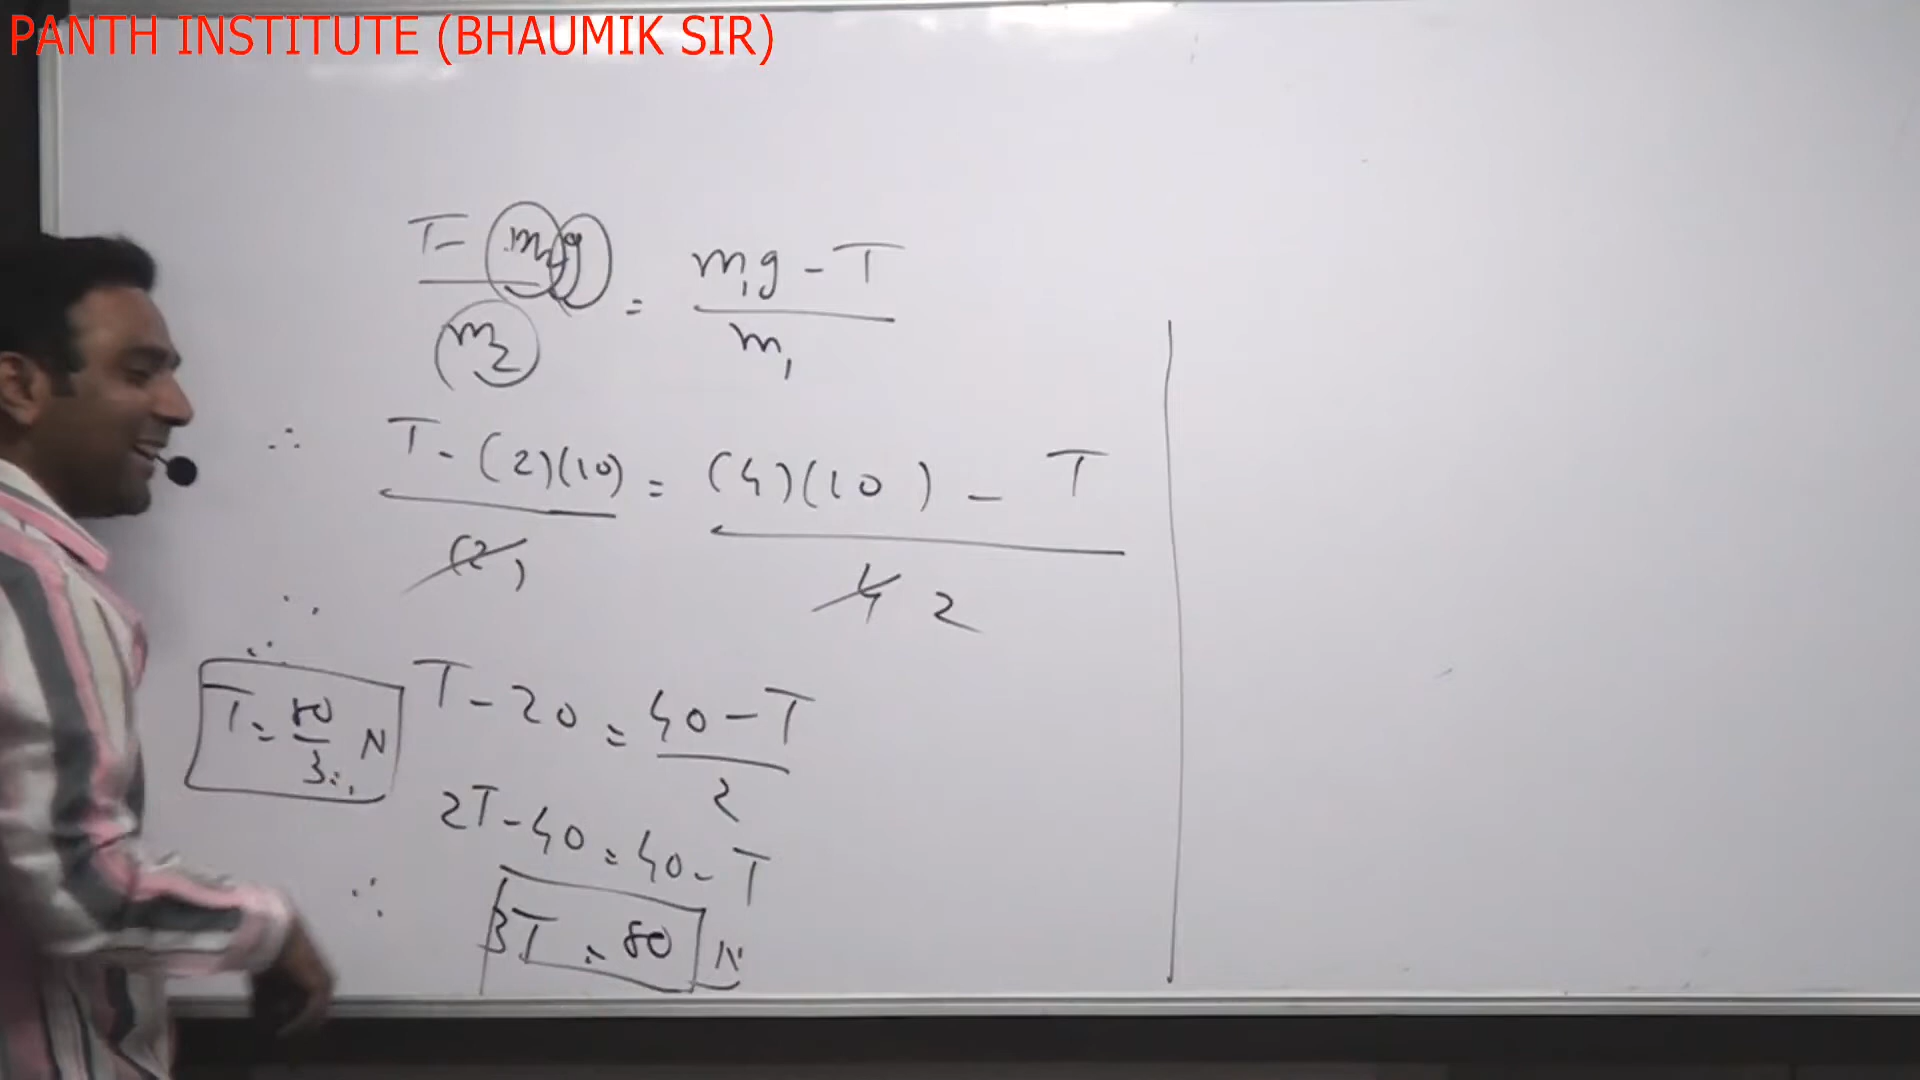 PANTH INSTITUTE (BHAUMIK SIR)
T - m₂g / m₂ = m₁g - T / m₁
∴ T - (2)(10) / (2) = (4)(10) - T / 4 2
∴
∴ T = 80/3 N
T - 20 = 40 - T / 2
2T - 40 = 40 - T
∴ 3T = 80 N